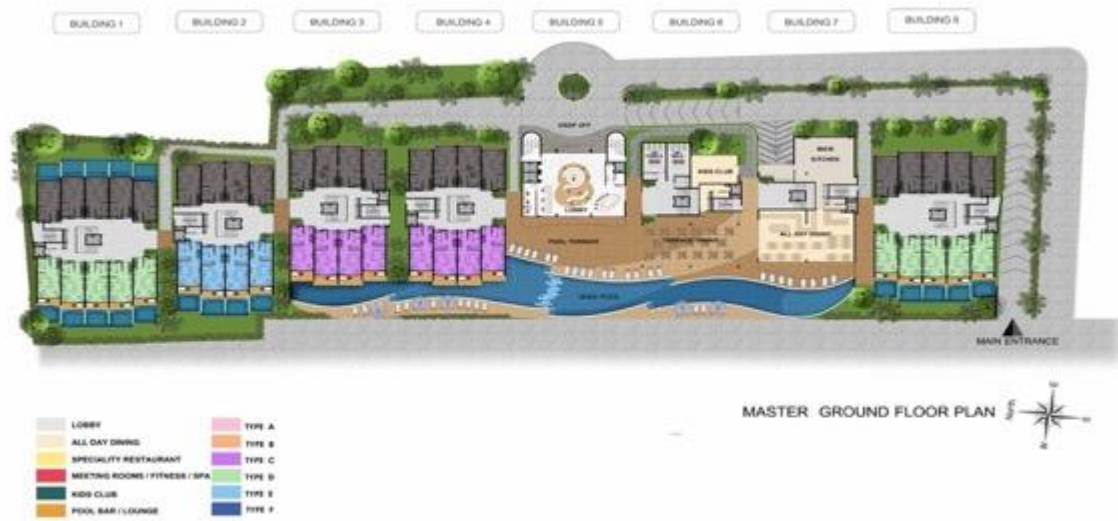 BUILDING 1
BUILDING 2
BUILDING 3
BUILDING 4
BUILDING 5
BUILDING 6
BUILDING 7
BUILDING 8
DROP OFF
MAIN KITCHEN
KIDS CLUB
LOBBY
ALL DAY DINING
POOL TERRACE
MAIN POOL
MAIN ENTRANCE
MASTER GROUND FLOOR PLAN
LOBBY
ALL DAY DINING
SPECIALITY RESTAURANT
MEETING ROOMS / FITNESS / SPA
KIDS CLUB
POOL BAR / LOUNGE
TYPE A
TYPE B
TYPE C
TYPE D
TYPE E
TYPE F